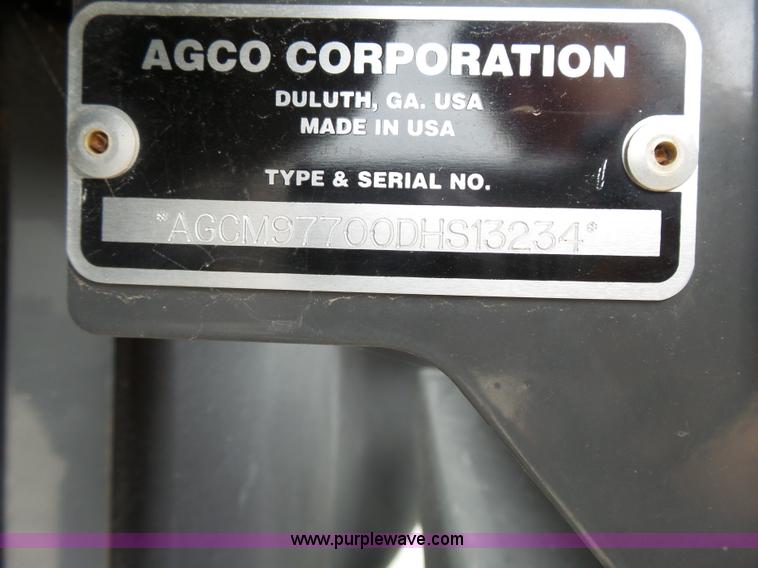 AGCO CORPORATION
DULUTH, GA. USA
MADE IN USA
TYPE & SERIAL NO.
*AGCM97700DHS13234*
www.purplewave.com